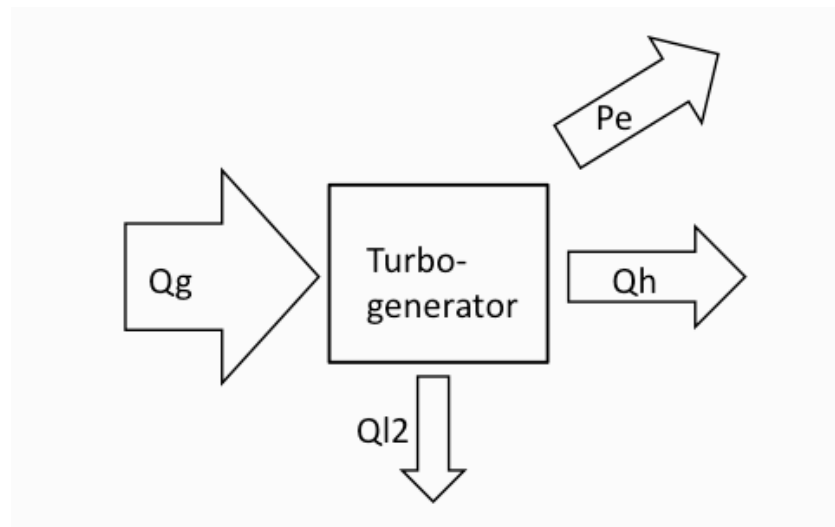 Pe
Qg
Turbo-
generator
Qh
Ql2